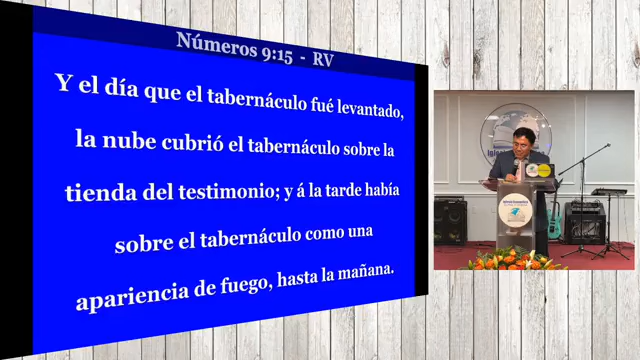 Números 9:15 - RV
Y el día que el tabernáculo fué levantado,
la nube cubrió el tabernáculo sobre la
tienda del testimonio; y á la tarde había
sobre el tabernáculo como una
apariencia de fuego, hasta la mañana.